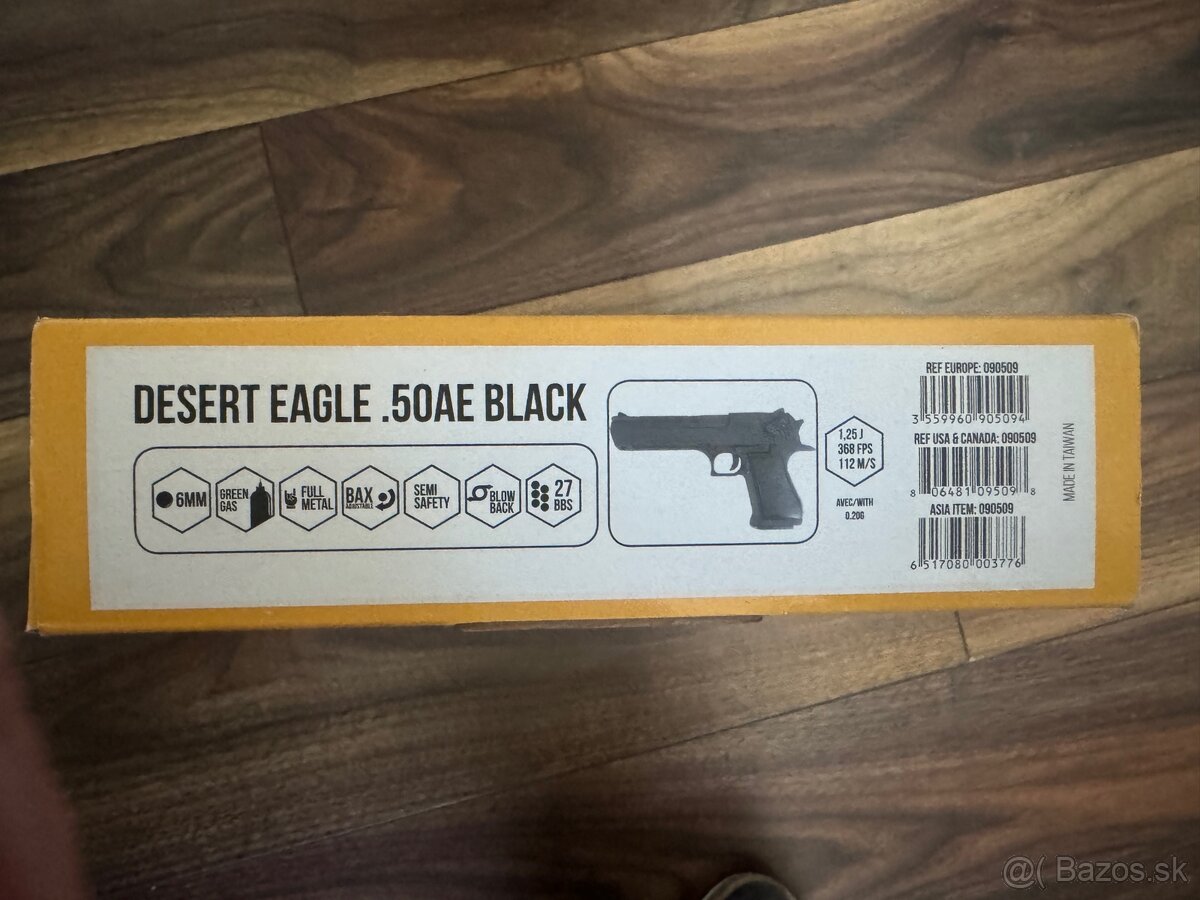 DESERT EAGLE .50AE BLACK
6MM
GREEN
GAS
FULL
METAL
BAX
ADJUSTABLE
SEMI
SAFETY
BLOW
BACK
27
BBS
1,25 J
368 FPS
112 M/S
AVEC/WITH
0.20G
REF EUROPE: 090509
3 559960 905094
REF USA & CANADA: 090509
8 06481 09509 8
ASIA ITEM: 090509
6 517080 003776
MADE IN TAIWAN
@( Bazos.sk